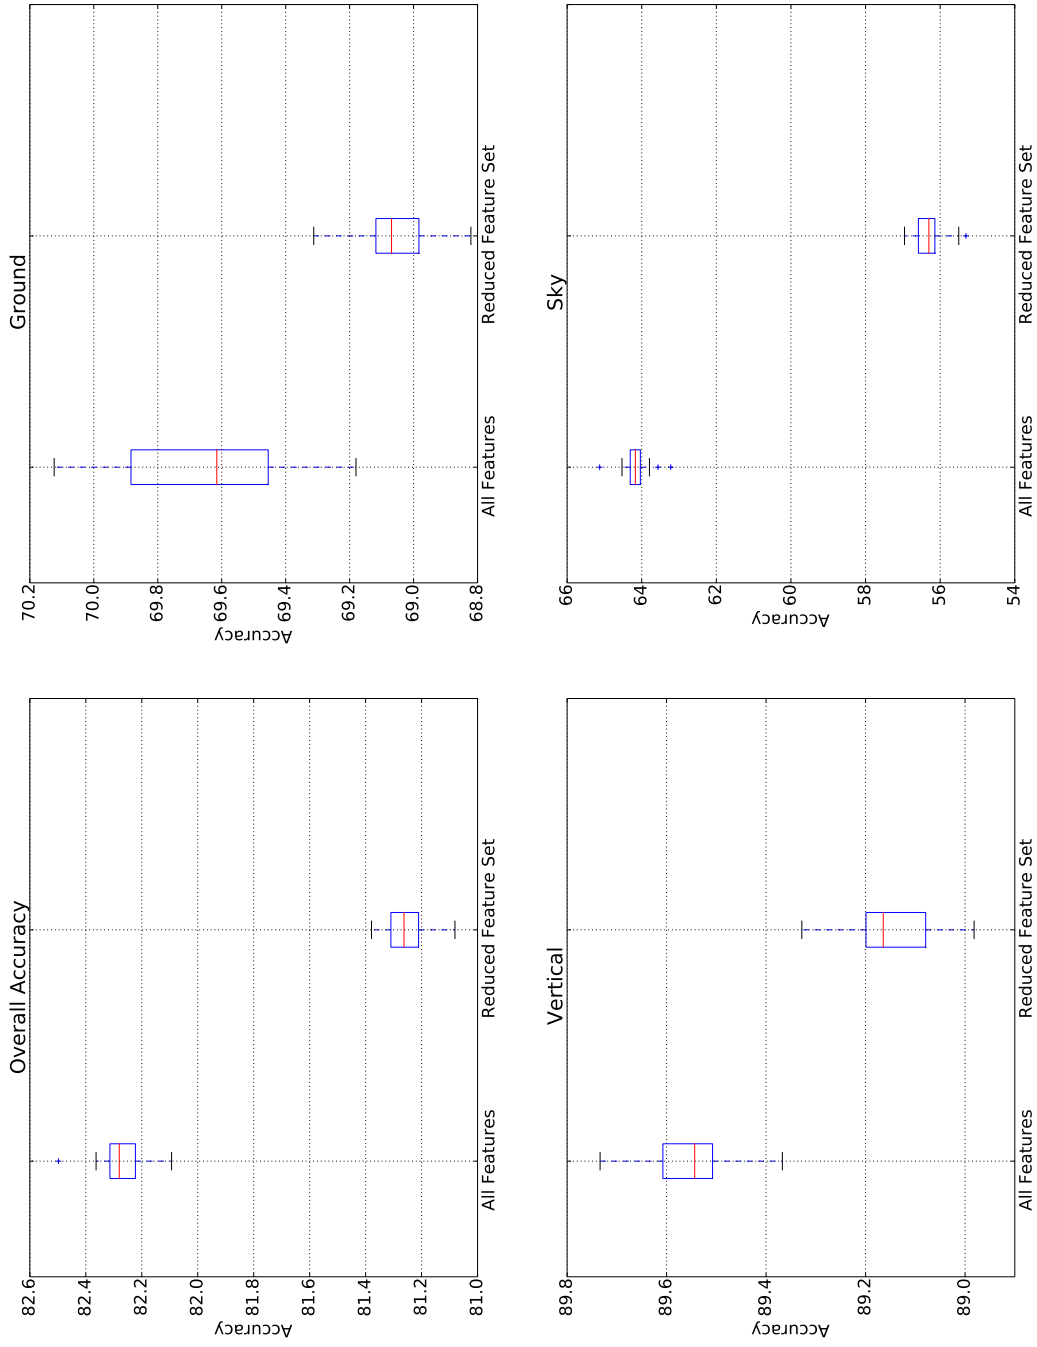 Overall Accuracy
Accuracy
82.6
82.4
82.2
82.0
81.8
81.6
81.4
81.2
81.0
All Features
Reduced Feature Set
Ground
Accuracy
70.2
70.0
69.8
69.6
69.4
69.2
69.0
68.8
All Features
Reduced Feature Set
Vertical
Accuracy
89.8
89.6
89.4
89.2
89.0
All Features
Reduced Feature Set
Sky
Accuracy
66
64
62
60
58
56
54
All Features
Reduced Feature Set